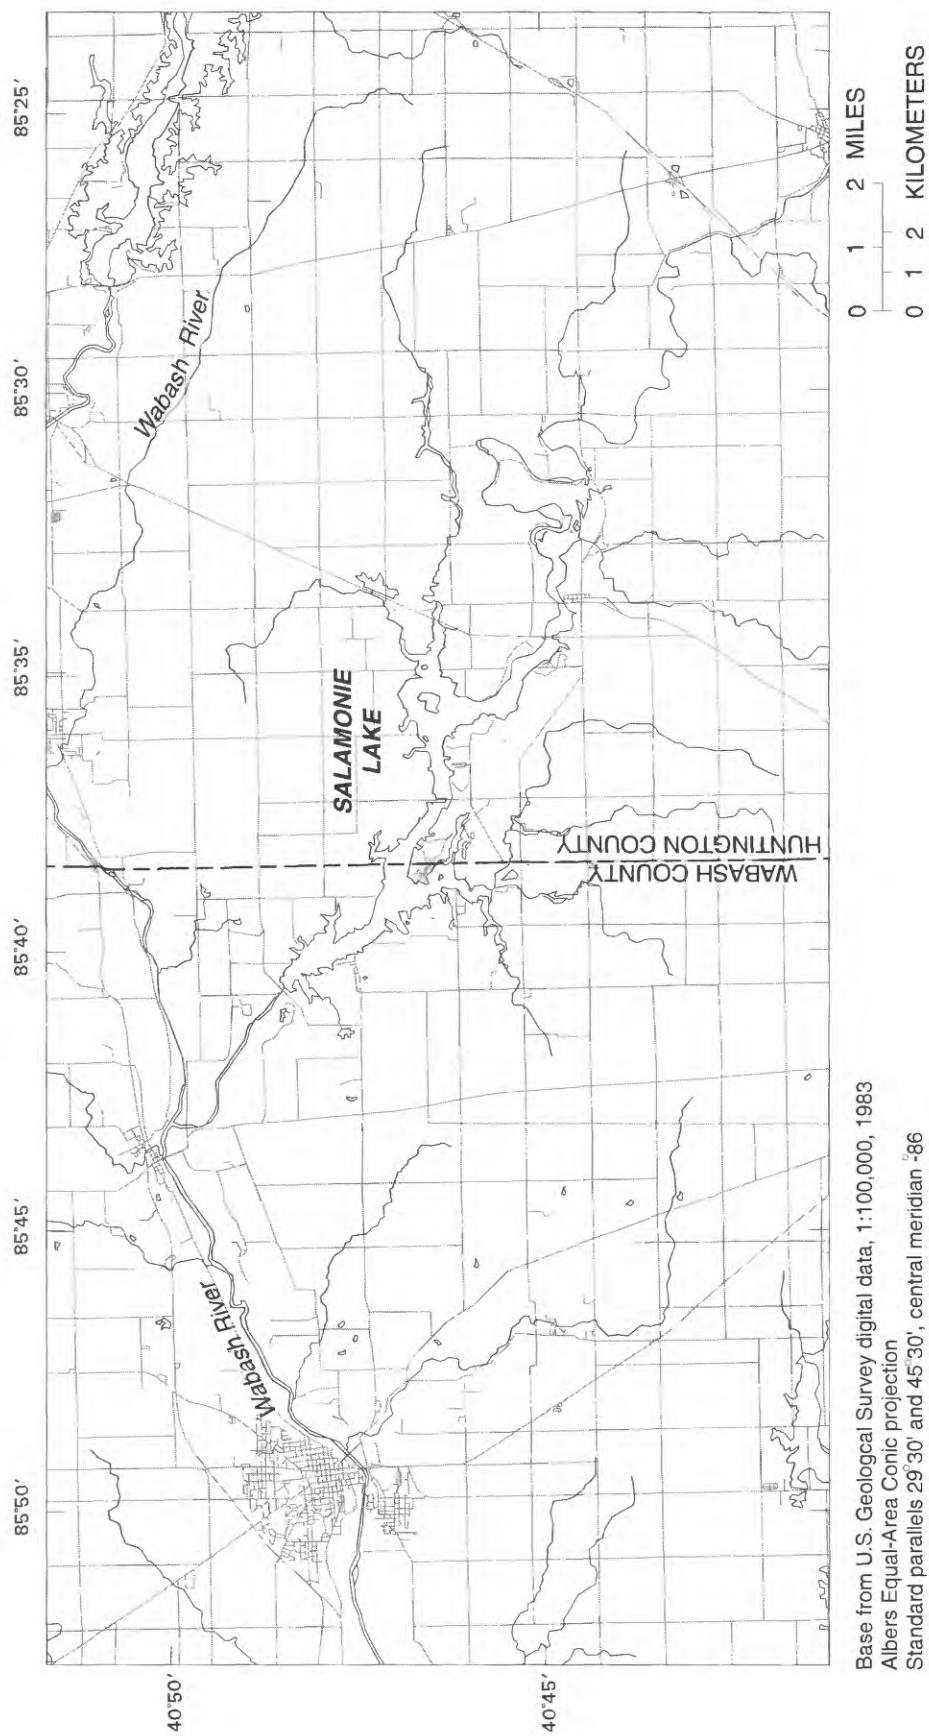 85°50' 85°45' 85°40' 85°35' 85°30' 85°25'
40°50'
40°45'
Wabash River
Wabash River
SALAMONIE
LAKE
WABASH COUNTY
HUNTINGTON COUNTY
Base from U.S. Geologcal Survey digital data, 1:100,000, 1983
Albers Equal-Area Conic projection
Standard parallels 29°30' and 45°30', central meridian -86
0 1 2 MILES
0 1 2 KILOMETERS